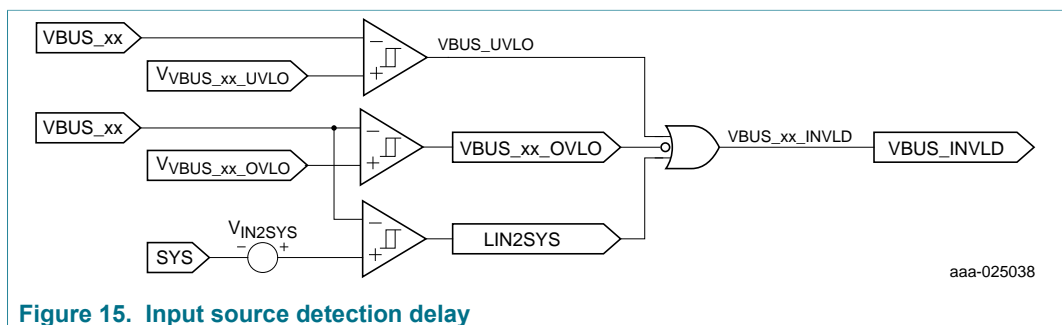 VBUS_xx
VBUS_UVLO
VVBUS_xx_UVLO
VBUS_xx
VBUS_xx_OVLO
VBUS_xx_INVLD
VBUS_INVLD
VVBUS_xx_OVLO
VIN2SYS
SYS
LIN2SYS
− +
− +
− +
− +
aaa-025038
Figure 15. Input source detection delay